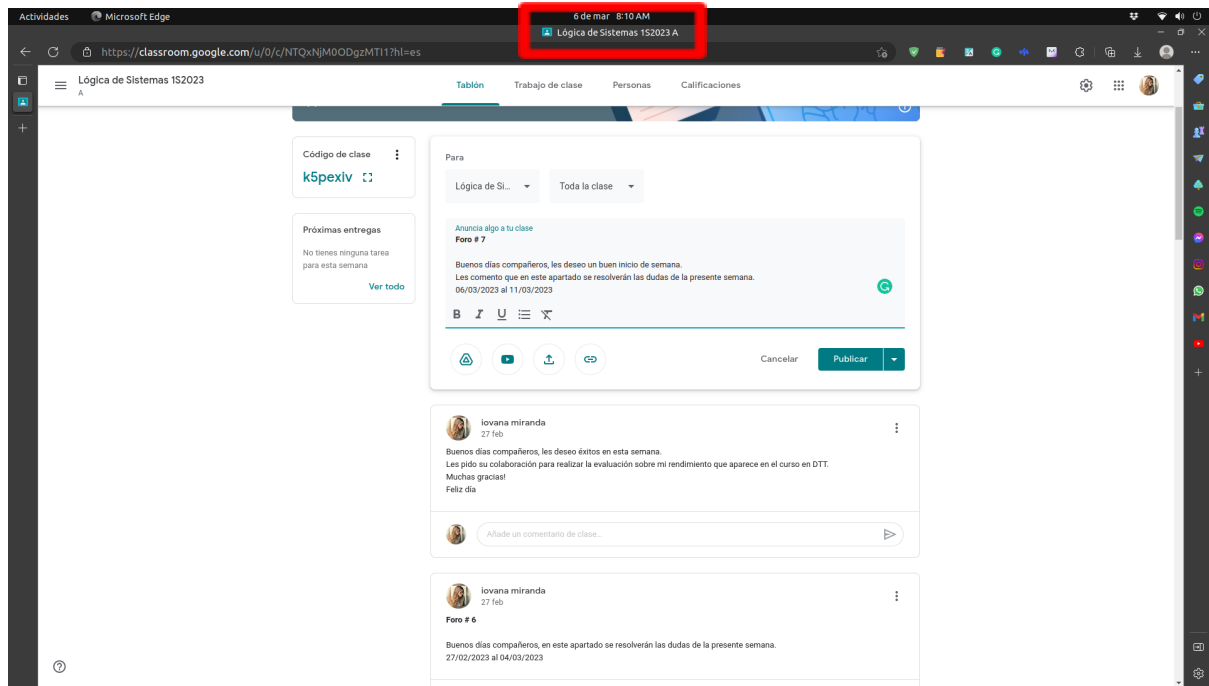 Actividades
Microsoft Edge
6 de mar 8:10 AM
Lógica de Sistemas 1S2023 A
https://classroom.google.com/u/0/c/NTQxNjM0ODgzMTI1?hl=es
Lógica de Sistemas 1S2023
A
Tablón
Trabajo de clase
Personas
Calificaciones
Código de clase
k5pexiv
Próximas entregas
No tienes ninguna tarea
para esta semana
Ver todo
Para
Lógica de Si...
Toda la clase
Anuncia algo a tu clase
Foro # 7
Buenos días compañeros, les deseo un buen inicio de semana.
Les comento que en este apartado se resolverán las dudas de la presente semana.
06/03/2023 al 11/03/2023
B I U
Cancelar
Publicar
iovana miranda
27 feb
Buenos días compañeros, les deseo éxitos en esta semana.
Les pido su colaboración para realizar la evaluación sobre mi rendimiento que aparece en el curso en DTT.
Muchas gracias!
Feliz día
Añade un comentario de clase...
iovana miranda
27 feb
Foro # 6
Buenos días compañeros, en este apartado se resolverán las dudas de la presente semana.
27/02/2023 al 04/03/2023